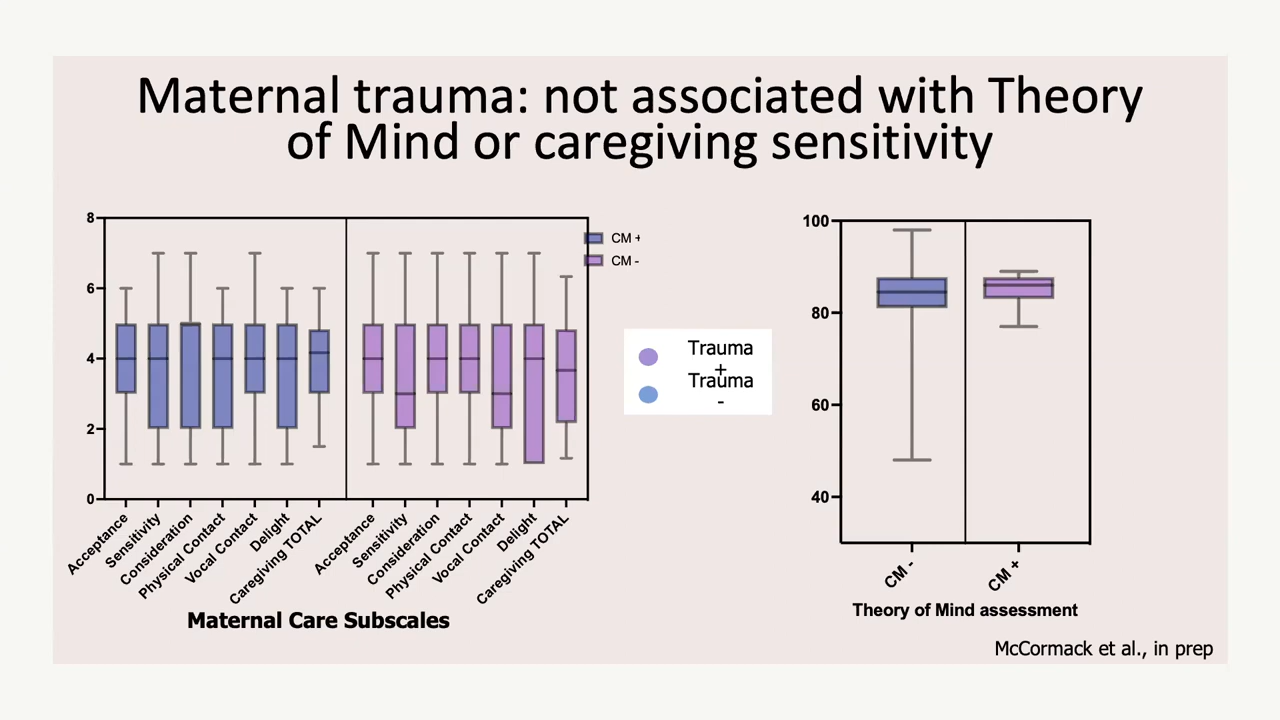 Maternal trauma: not associated with Theory
of Mind or caregiving sensitivity
8
6
4
2
0
Acceptance
Sensitivity
Consideration
Physical Contact
Vocal Contact
Delight
Caregiving TOTAL
Acceptance
Sensitivity
Consideration
Physical Contact
Vocal Contact
Delight
Caregiving TOTAL
Maternal Care Subscales
CM +
CM -
Trauma
+
Trauma
-
100
80
60
40
CM -
CM +
Theory of Mind assessment
McCormack et al., in prep